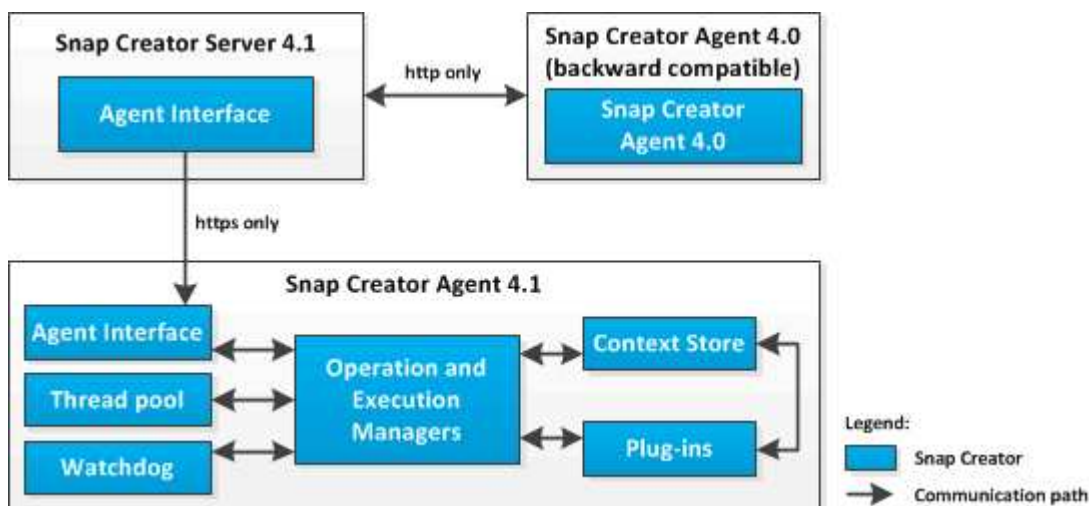 Snap Creator Server 4.1
Agent Interface
http only
Snap Creator Agent 4.0
(backward compatible)
Snap Creator
Agent 4.0
https only
Snap Creator Agent 4.1
Agent Interface
Thread pool
Watchdog
Operation and
Execution
Managers
Context Store
Plug-ins
Legend:
Snap Creator
Communication path